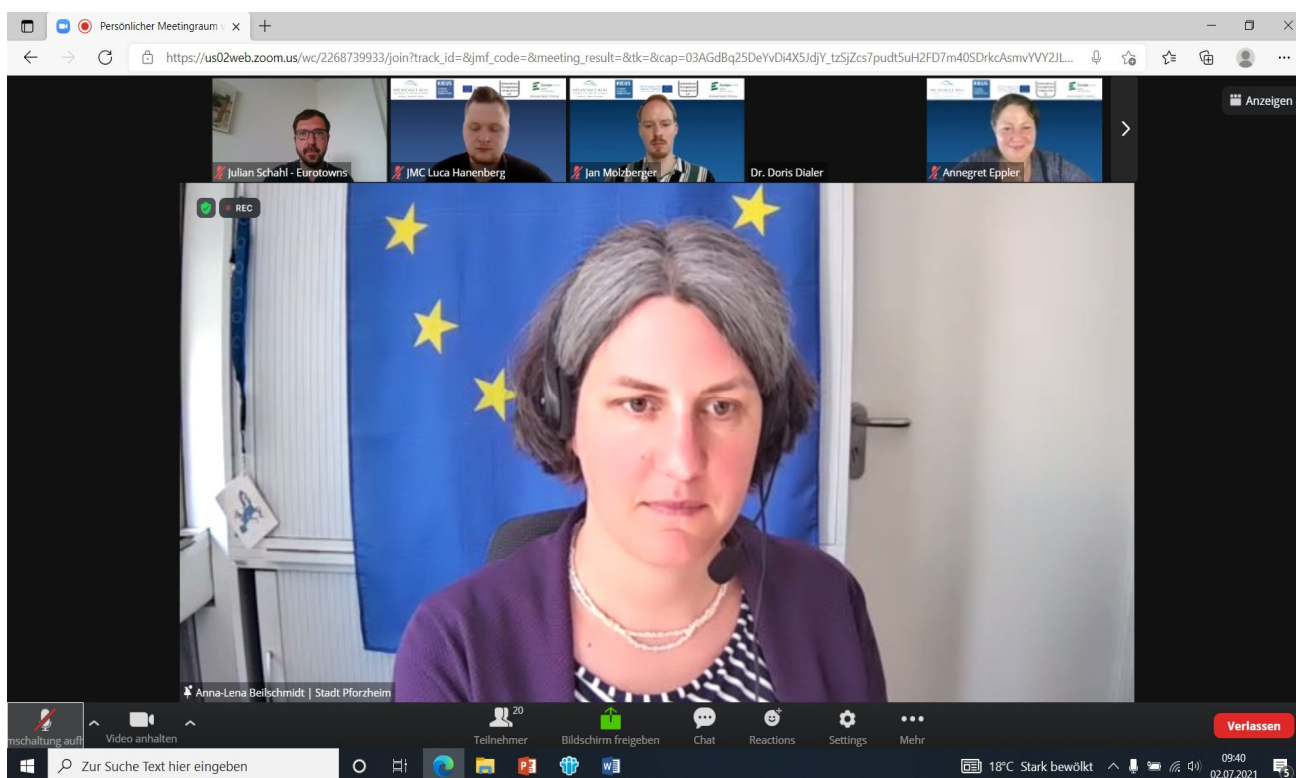 Persönlicher Meetingraum
https://us02web.zoom.us/wc/2268739933/join?track_id=&jmf_code=&meeting_result=&tk=&cap=03AGdBq25DeYvDi4X5JdjY_tzSjZcs7pudt5uH2FD7m40SDrkcAsmvYVY2JL...
Anzeigen
Julian Schahl - Eurotowns
JMC Luca Hanenberg
Jan Molzberger
Dr. Doris Dialer
Annegret Eppler
REC
Anna-Lena Beilschmidt | Stadt Pforzheim
mschaltung aufh
Video anhalten
20
Teilnehmer
Bildschirm freigeben
Chat
Reactions
Settings
Mehr
Verlassen
Zur Suche Text hier eingeben
18°C Stark bewölkt
09:40
02.07.2021
5